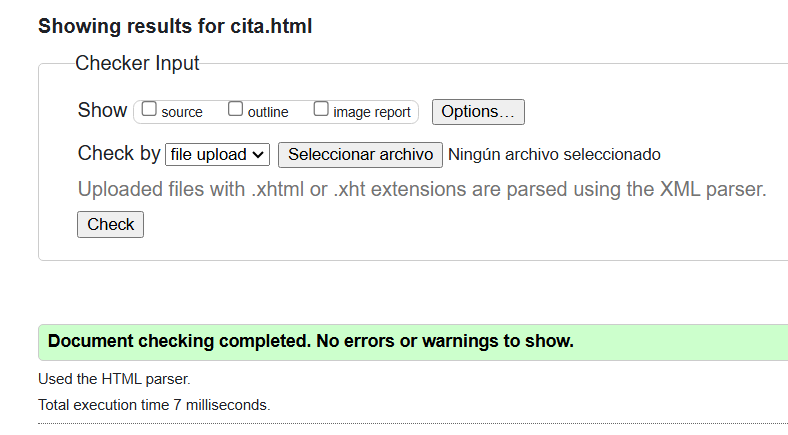 Showing results for cita.html
Checker Input
Show source outline image report Options...
Check by file upload Seleccionar archivo Ningún archivo seleccionado
Uploaded files with .xhtml or .xht extensions are parsed using the XML parser.
Check
Document checking completed. No errors or warnings to show.
Used the HTML parser.
Total execution time 7 milliseconds.